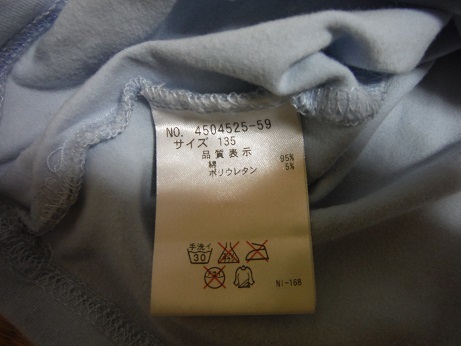 NO. 4504525-59
サイズ 135
品質表示
綿 95%
ポリウレタン 5%
手洗イ
30
NI-168